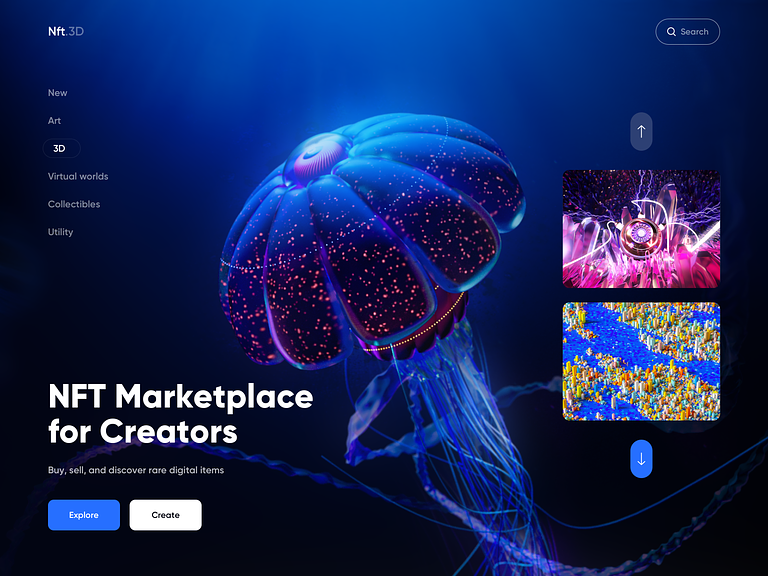 Nft.3D
Search
New
Art
3D
Virtual worlds
Collectibles
Utility
NFT Marketplace
for Creators
Buy, sell, and discover rare digital items
Explore
Create